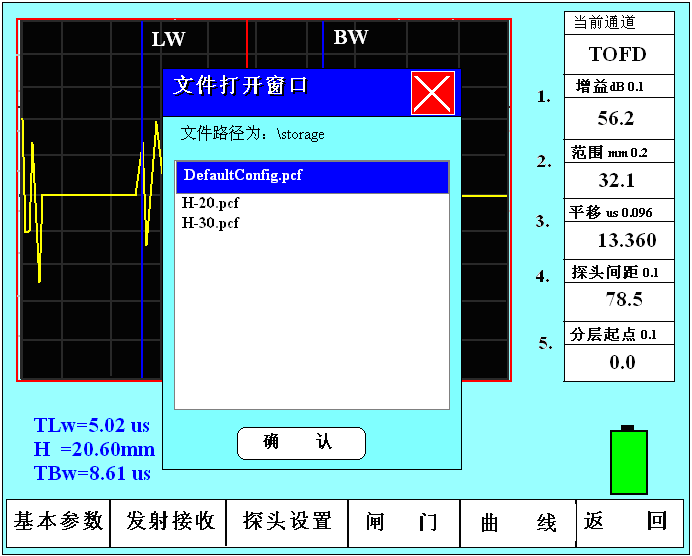 LW
BW
文件打开窗口
文件路径为：\storage
DefaultConfig.pcf
H-20.pcf
H-30.pcf
确 认
当前通道
TOFD
1.
增益dB 0.1
56.2
2.
范围 mm 0.2
32.1
3.
平移 us 0.096
13.360
4.
探头间距 0.1
78.5
5.
分层起点 0.1
0.0
TLw=5.02 us
H =20.60mm
TBw=8.61 us
基本参数 发射接收 探头设置 闸 门 曲 线 返 回